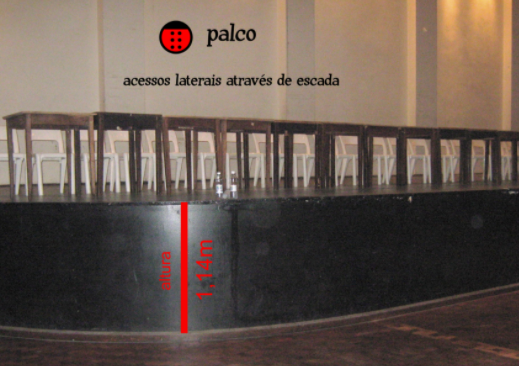 palco
acessos laterais através de escada
altura
1,14m